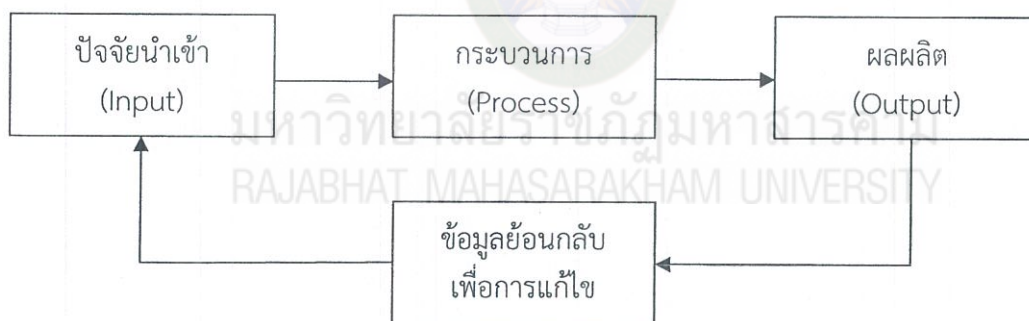 ปัจจัยนำเข้า
(Input)
กระบวนการ
(Process)
ผลผลิต
(Output)
มหาวิทยาลัยราชภัฏมหาสารคาม
RAJABHAT MAHASARAKHAM UNIVERSITY
ข้อมูลย้อนกลับ
เพื่อการแก้ไข